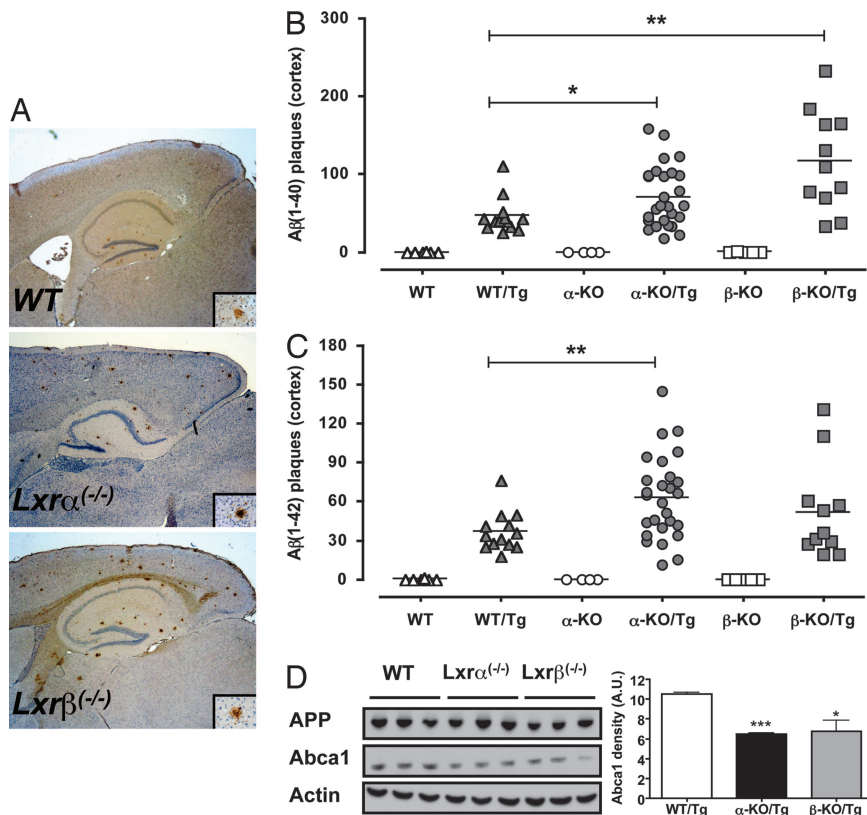 A
WT
Lxrα(-/-)
Lxrβ(-/-)
B
Aβ(1-40) plaques (cortex)
300
200
100
0
**
*
WT WT/Tg α-KO α-KO/Tg β-KO β-KO/Tg
C
Aβ(1-42) plaques (cortex)
180
150
120
90
60
30
0
**
WT WT/Tg α-KO α-KO/Tg β-KO β-KO/Tg
D
WT Lxrα(-/-) Lxrβ(-/-)
APP
Abca1
Actin
Abca1 density (A.U.)
12
10
8
6
4
2
0
***
*
WT/Tg α-KO/Tg β-KO/Tg